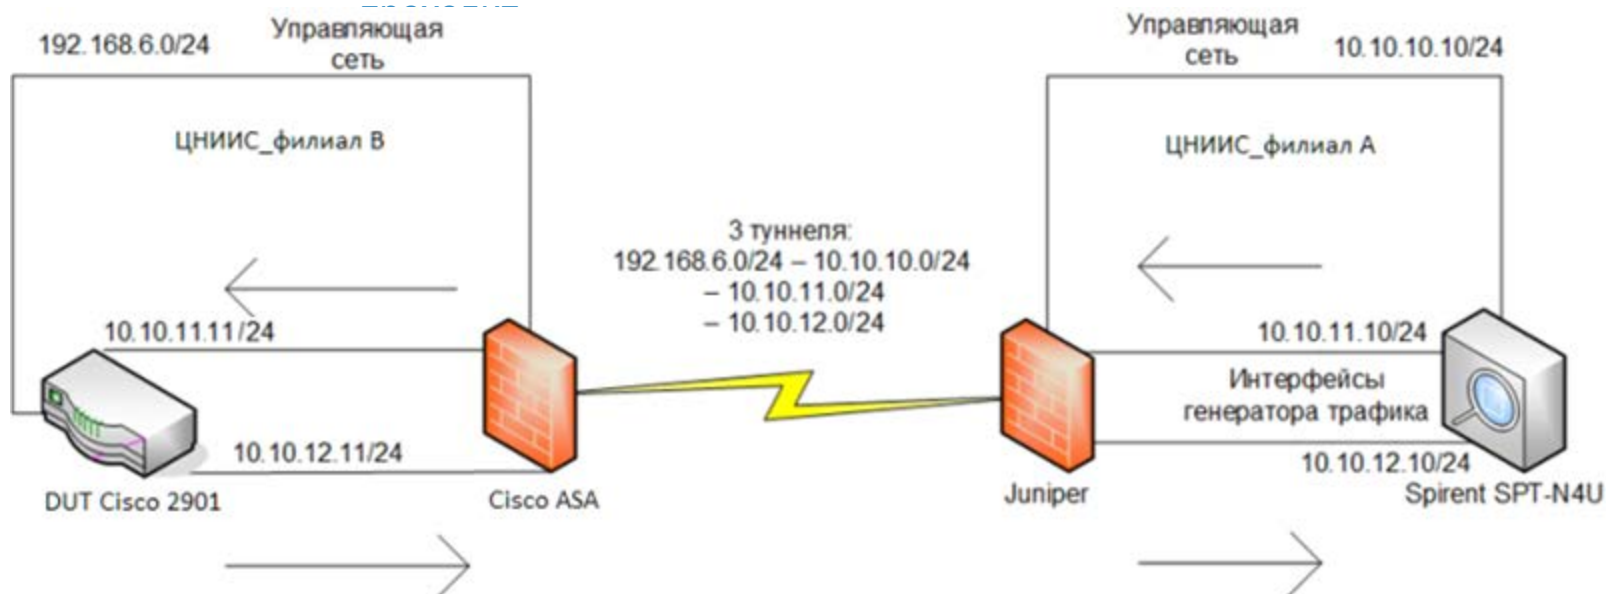 192.168.6.0/24
Управляющая
сеть
Управляющая
сеть
10.10.10.10/24
ЦНИИС_филиал В
ЦНИИС_филиал А
3 туннеля:
192.168.6.0/24 – 10.10.10.0/24
– 10.10.11.0/24
– 10.10.12.0/24
10.10.11.11/24
10.10.11.10/24
Интерфейсы
генератора трафика
10.10.12.11/24
10.10.12.10/24
DUT Cisco 2901
Cisco ASA
Juniper
Spirent SPT-N4U